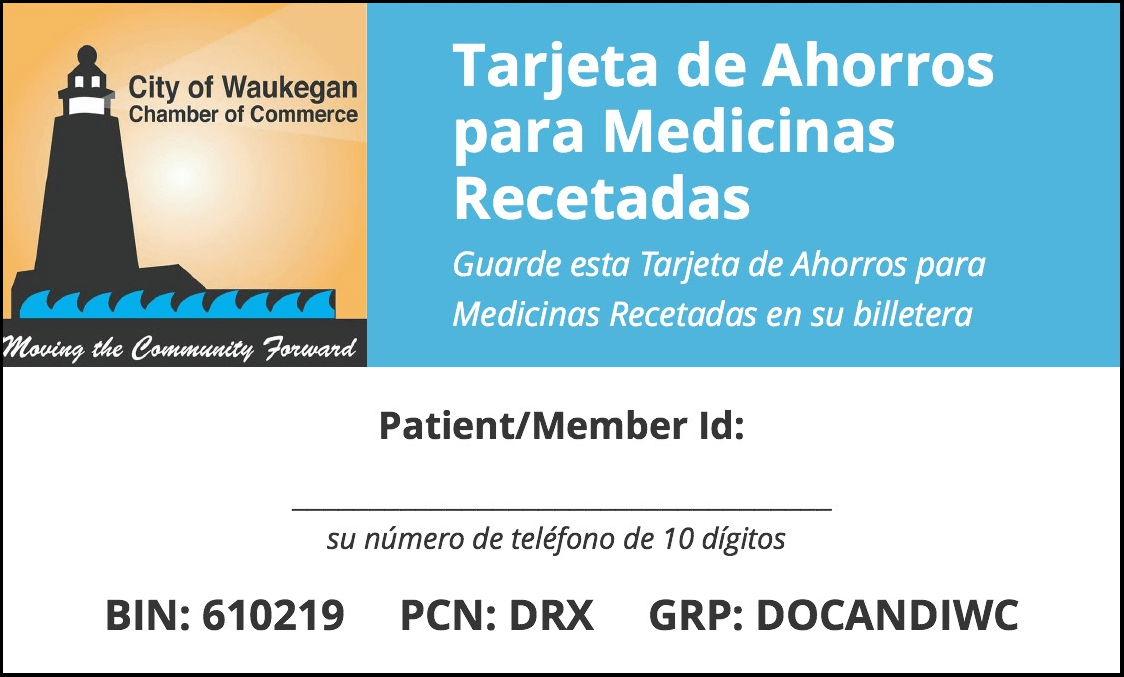 City of Waukegan
Chamber of Commerce
Moving the Community Forward
Tarjeta de Ahorros
para Medicinas
Recetadas
Guarde esta Tarjeta de Ahorros para
Medicinas Recetadas en su billetera
Patient/Member Id:
su número de teléfono de 10 dígitos
BIN: 610219 PCN: DRX GRP: DOCANDIWC